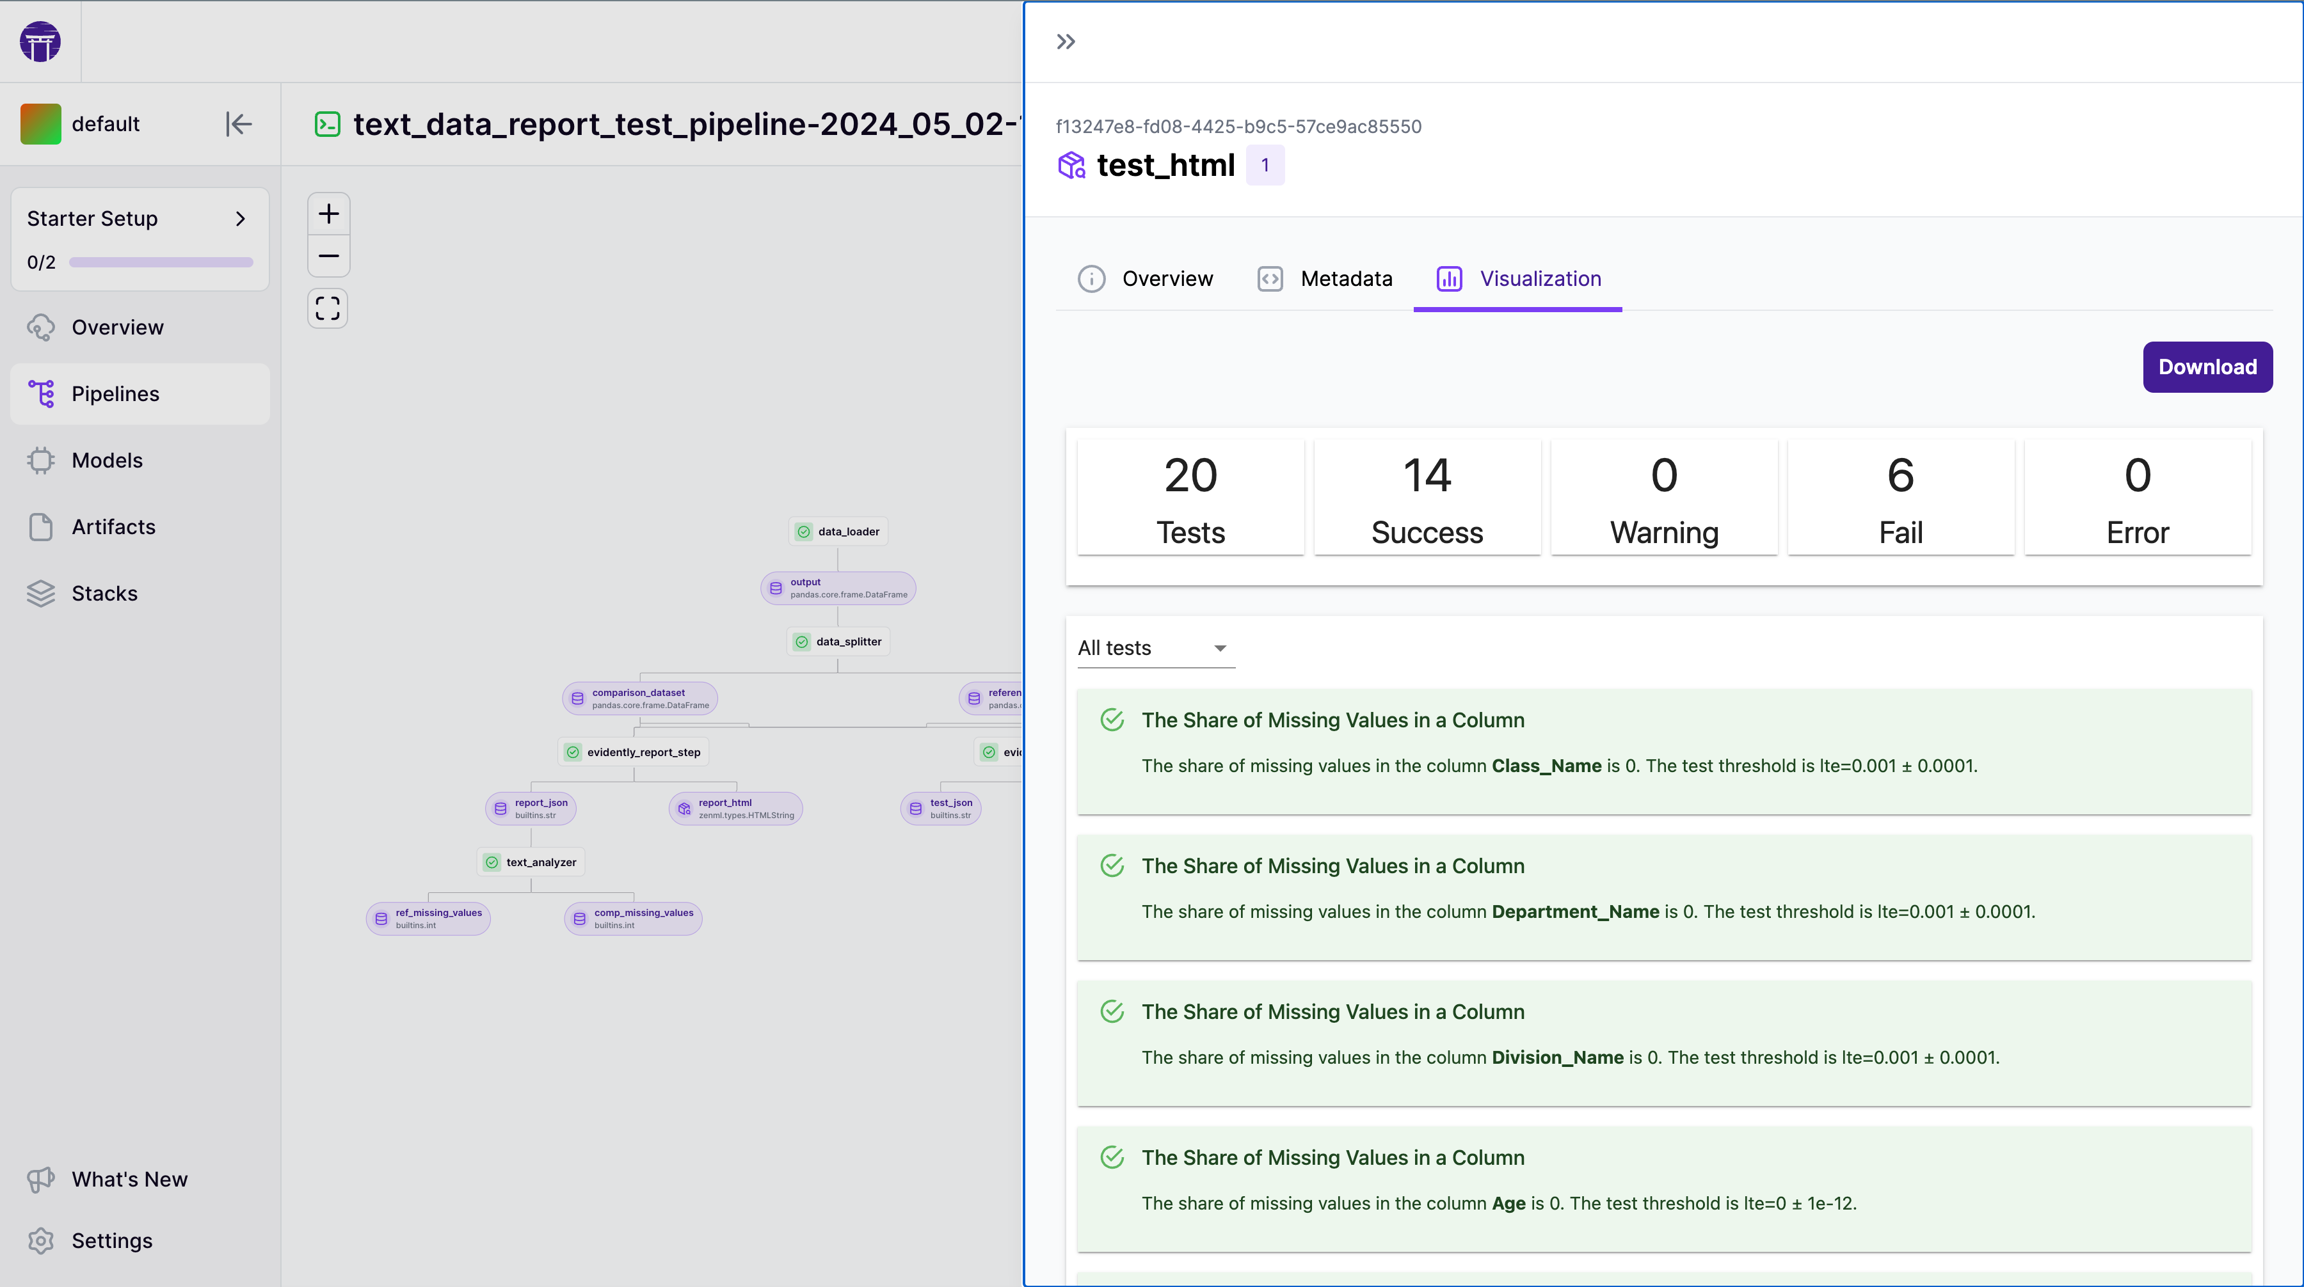 default
Starter Setup
0/2
Overview
Pipelines
Models
Artifacts
Stacks
What's New
Settings
text_data_report_test_pipeline-2024_05_02-
data_loader
output
pandas.core.frame.DataFrame
data_splitter
comparison_dataset
pandas.core.frame.DataFrame
evidently_report_step
report_json
builtins.str
report_html
zenml.types.HTMLString
test_json
builtins.str
text_analyzer
ref_missing_values
builtins.int
comp_missing_values
builtins.int
f13247e8-fd08-4425-b9c5-57ce9ac85550
test_html 1
Overview
Metadata
Visualization
Download
20
Tests
14
Success
0
Warning
6
Fail
0
Error
All tests
The Share of Missing Values in a Column
The share of missing values in the column Class_Name is 0. The test threshold is lte=0.001 ± 0.0001.
The Share of Missing Values in a Column
The share of missing values in the column Department_Name is 0. The test threshold is lte=0.001 ± 0.0001.
The Share of Missing Values in a Column
The share of missing values in the column Division_Name is 0. The test threshold is lte=0.001 ± 0.0001.
The Share of Missing Values in a Column
The share of missing values in the column Age is 0. The test threshold is lte=0 ± 1e-12.